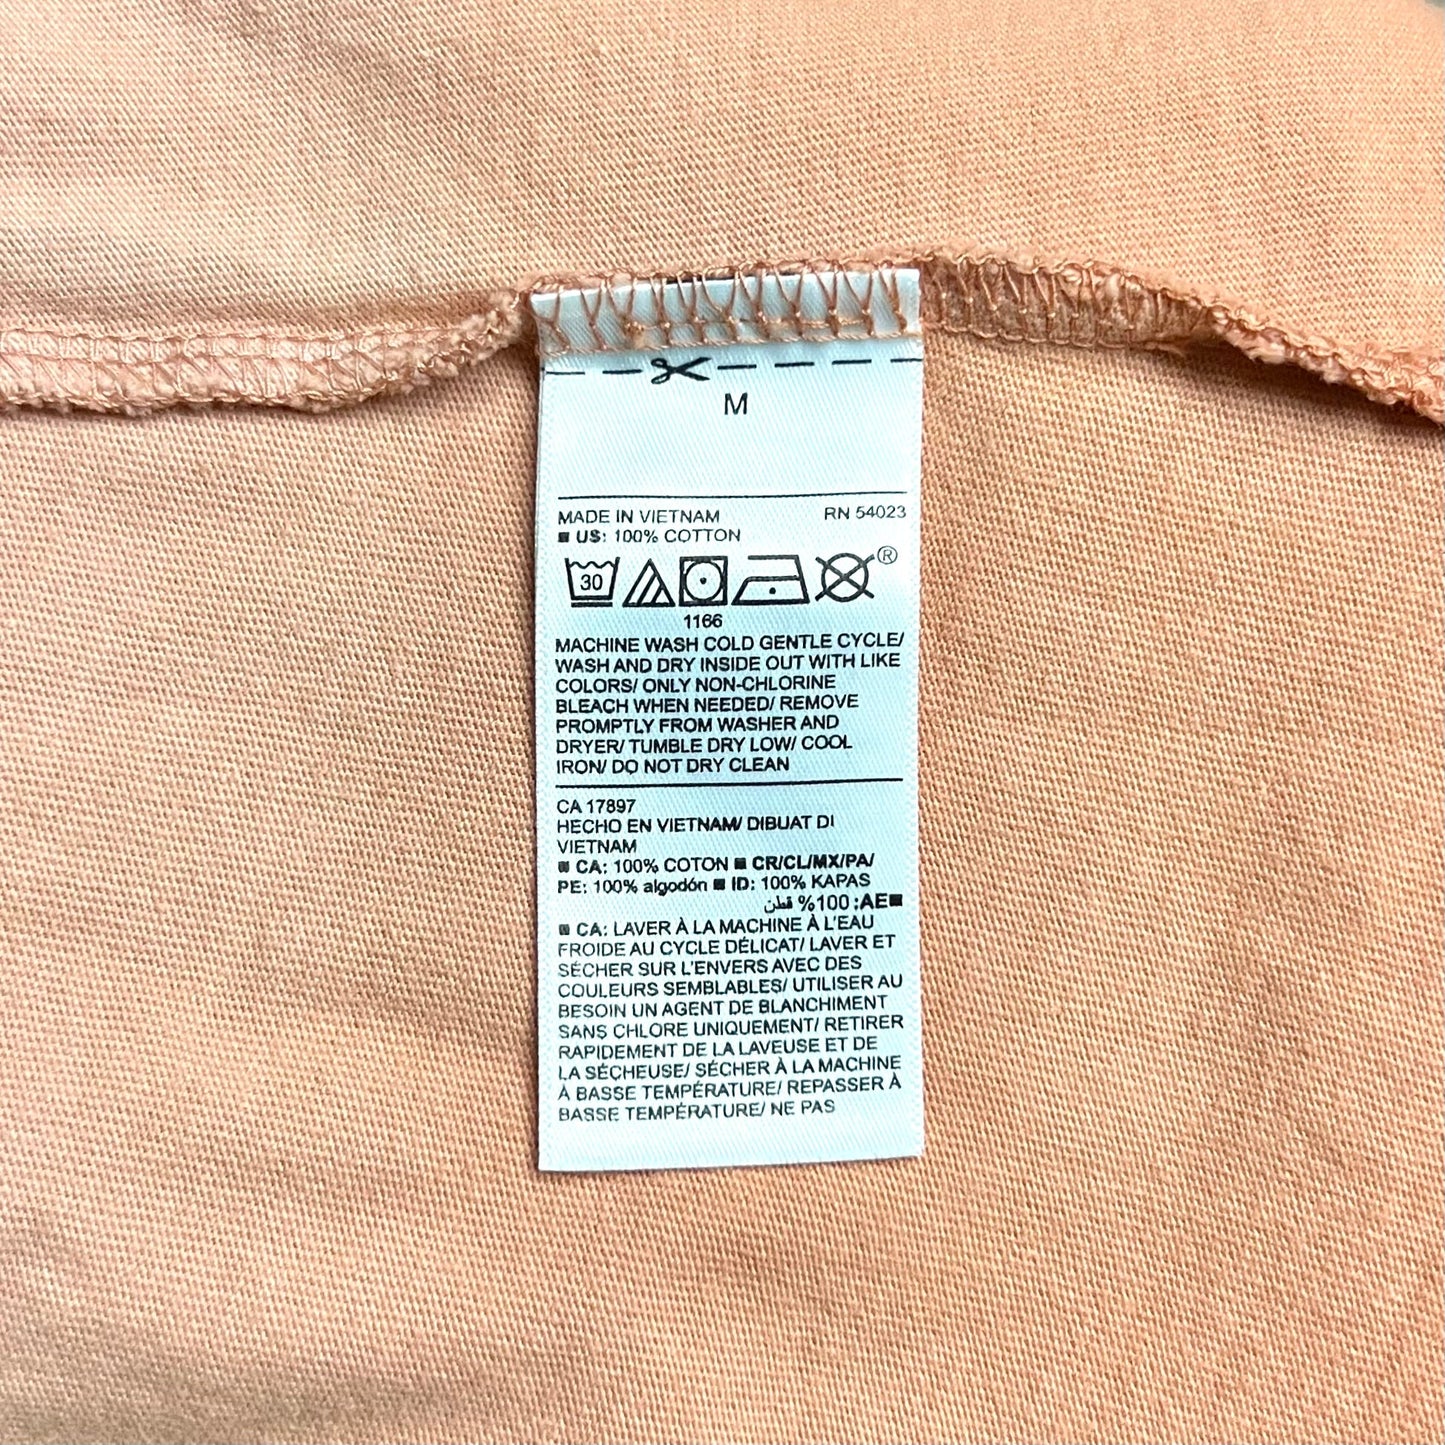 M
MADE IN VIETNAM RN 54023
■ US: 100% COTTON
30 ®
1166
MACHINE WASH COLD GENTLE CYCLE/
WASH AND DRY INSIDE OUT WITH LIKE
COLORS/ ONLY NON-CHLORINE
BLEACH WHEN NEEDED/ REMOVE
PROMPTLY FROM WASHER AND
DRYER/ TUMBLE DRY LOW/ COOL
IRON/ DO NOT DRY CLEAN
CA 17897
HECHO EN VIETNAM/ DIBUAT DI
VIETNAM
■ CA: 100% COTON ■ CR/CL/MX/PA/
PE: 100% algodón ■ ID: 100% KAPAS
■AE: 100% قطن
■ CA: LAVER À LA MACHINE À L'EAU
FROIDE AU CYCLE DÉLICAT/ LAVER ET
SÉCHER SUR L'ENVERS AVEC DES
COULEURS SEMBLABLES/ UTILISER AU
BESOIN UN AGENT DE BLANCHIMENT
SANS CHLORE UNIQUEMENT/ RETIRER
RAPIDEMENT DE LA LAVEUSE ET DE
LA SÉCHEUSE/ SÉCHER À LA MACHINE
À BASSE TEMPÉRATURE/ REPASSER À
BASSE TEMPÉRATURE/ NE PAS